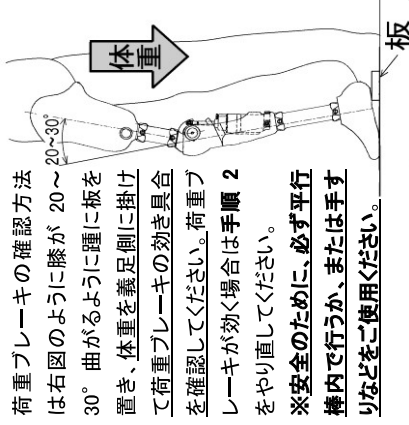 荷重ブレーキの確認方法
は右図のように膝が 20～
30°曲がるように踵に板を
置き、体重を義足側に掛け
て荷重ブレーキの効き具合
を確認してください。荷重ブ
レーキが効く場合は手順 2
をやり直してください。
※安全のために、必ず平行
棒内で行うか、または手す
りなどをご使用ください。
20~30°
体重
板